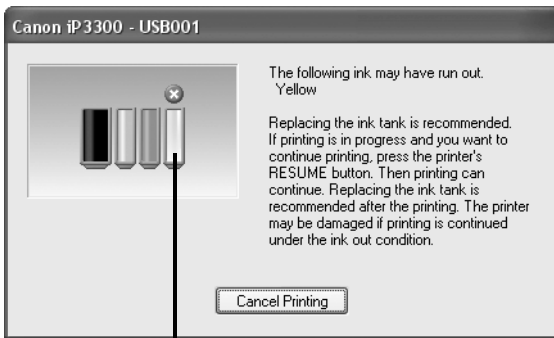 Canon iP3300 - USB001
The following ink may have run out.
Yellow
Replacing the ink tank is recommended.
If printing is in progress and you want to
continue printing, press the printer's
RESUME button. Then printing can
continue. Replacing the ink tank is
recommended after the printing. The printer
may be damaged if printing is continued
under the ink out condition.
Cancel Printing